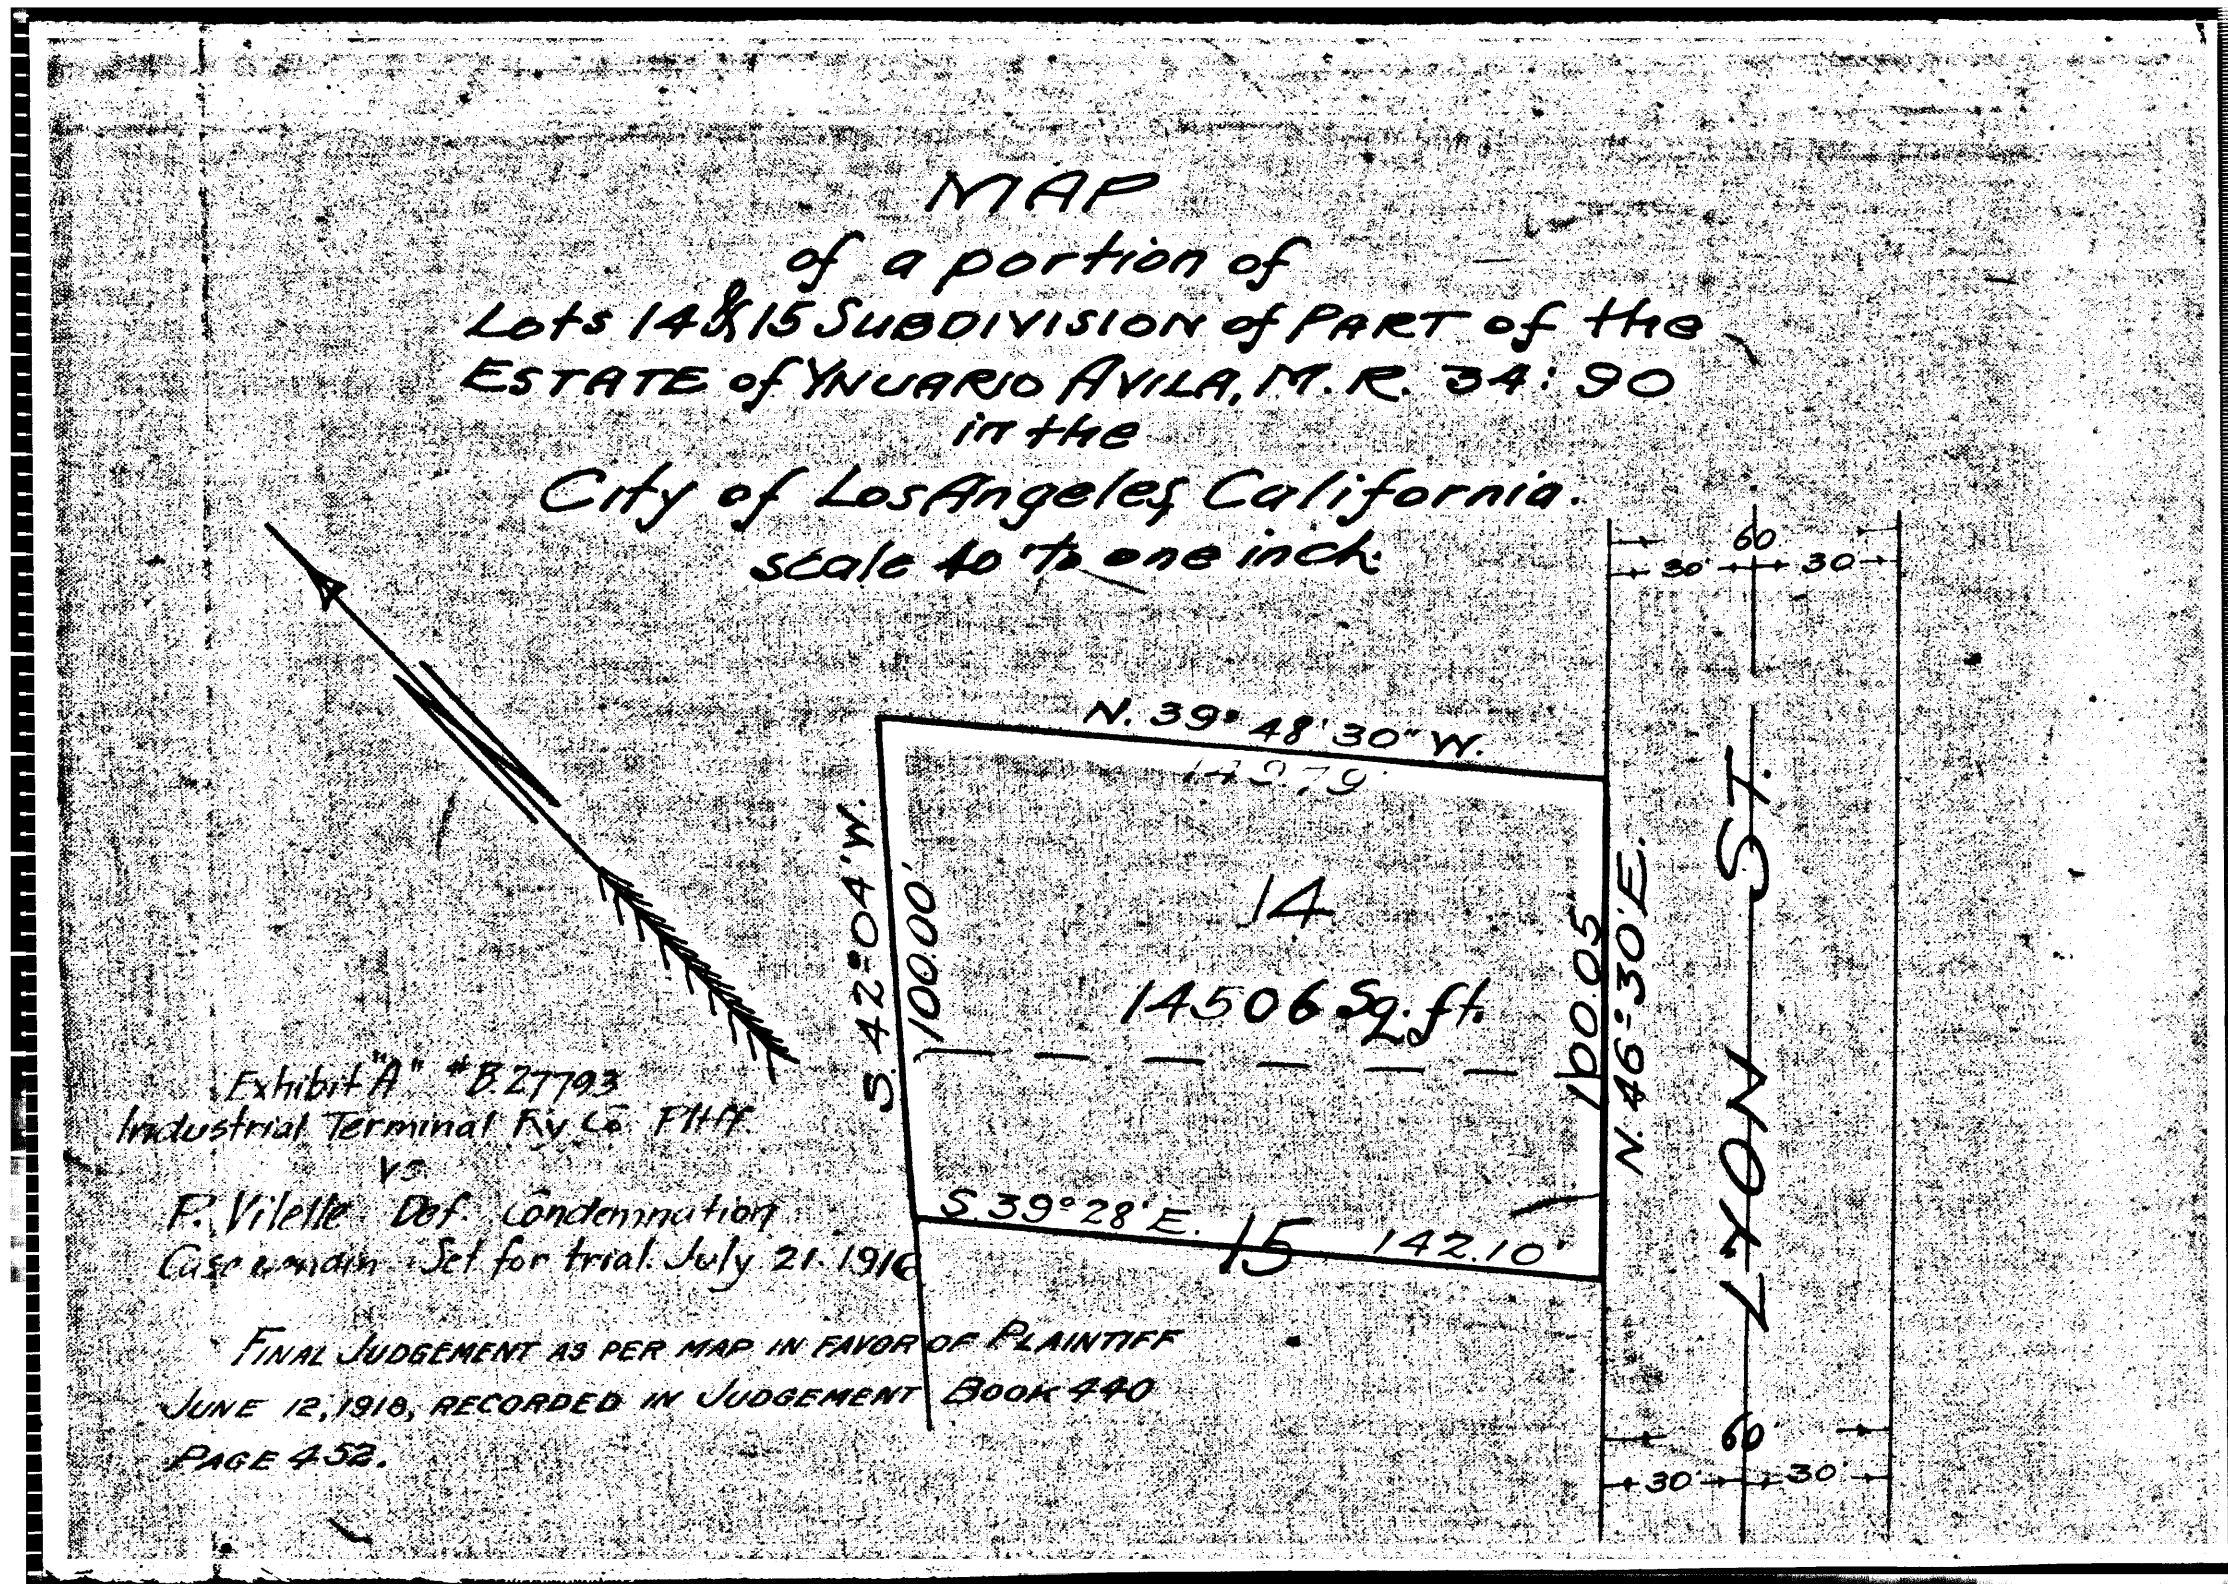 MAP
of a portion of
Lots 14 & 15 SUBDIVISION of PART of the
ESTATE of YNUARIO AVILA, M. R. 34: 90
in the
City of Los Angeles, California.
scale 40' to one inch.
60
30' 30
N. 39° 48' 30" W.
149.79'
S. 42° 04' W.
100.00'
14
14506 Sq. ft.
100.05'
N. 46° 30' E.
LYON ST.
S. 39° 28' E. 15 142.10'
Exhibit "A" #B.27793
Industrial Terminal Ry Co Pltff.
vs
P. Vilelle Def. Condemnation
Case Set for trial. July 21. 1916
FINAL JUDGEMENT AS PER MAP IN FAVOR OF PLAINTIFF
JUNE 12, 1918, RECORDED IN JUDGEMENT BOOK 440
PAGE 452.
60'
30' 30'